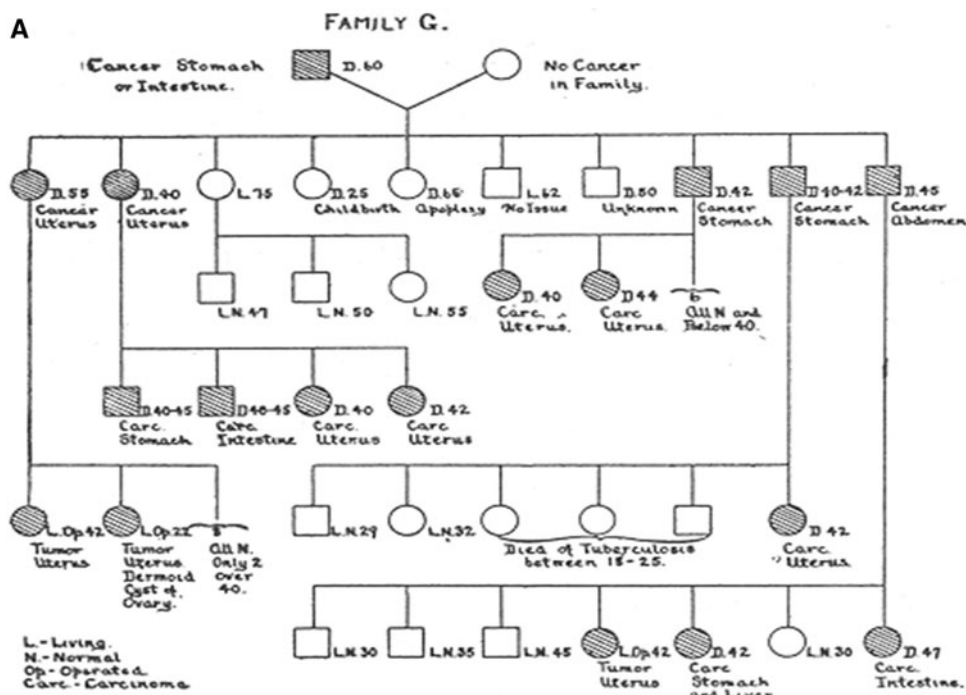 A
FAMILY G.
Cancer Stomach
or Intestine.
D.60
No Cancer
in Family.
D.55
Cancer
Uterus
D.40
Cancer
Uterus
L.75
D.25
Childbirth
D.68
Apoplexy
L.62
No Issue
D.50
Unknown
D.42
Cancer
Stomach
D 40-42
Cancer
Stomach
D.45
Cancer
Abdomen
L.N.47
L.N.50
L.N.55
D.40
Carc.
Uterus.
D.44
Carc
Uterus
6
All N and
Below 40.
D.40-45
Carc.
Stomach
D.40-45
Carc
Intestine
D.40
Carc.
Uterus
D.42
Carc
Uterus
L.Op.42
Tumor
Uterus
L.Op.22
Tumor
Uterus
Dermoid
Cyst of
Ovary.
All N.
Only 2
over
40.
L.N.29
L.N.32
Died of Tuberculosis
between 18-25.
D.42
Carc.
Uterus
L.N.30
L.N.35
L.N.45
L.Op.42
Tumor
Uterus
D.42
Carc
Stomach
L.N.30
D.47
Carc.
Intestine.
L.-Living.
N.-Normal
Op-Operated
Carc.-Carcinoma